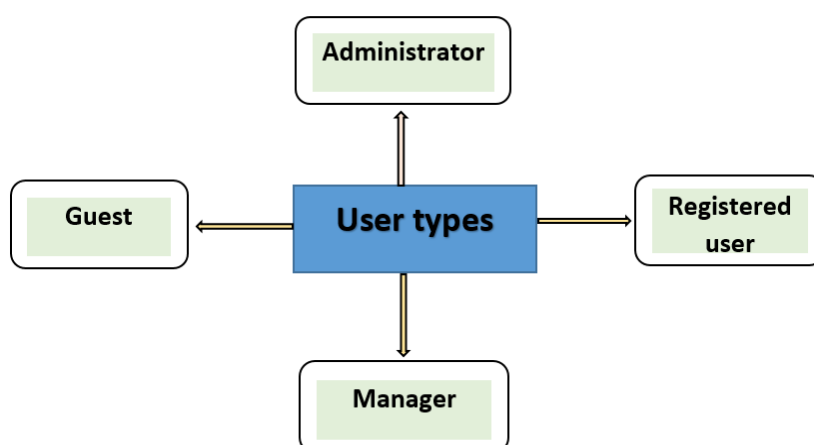 Administrator
Guest
User types
Registered
user
Manager